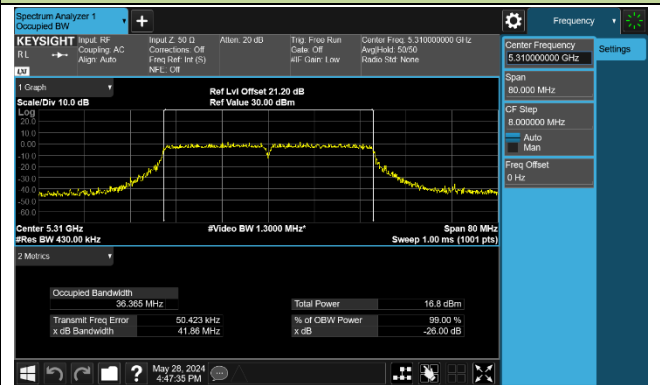 Spectrum Analyzer 1
Occupied BW
Frequency
KEYSIGHT
RL
LXI
Input: RF
Coupling: AC
Align: Auto
Input Z: 50 Ω
Corrections: Off
Freq Ref: Int (S)
NFE: Off
Atten: 20 dB
Trig: Free Run
Gate: Off
#IF Gain: Low
Center Freq: 5.310000000 GHz
Avg|Hold: 50/50
Radio Std: None
Center Frequency
5.310000000 GHz
Settings
Span
80.000 MHz
CF Step
8.000000 MHz
Auto
Man
Freq Offset
0 Hz
1 Graph
Scale/Div 10.0 dB
Ref Lvl Offset 21.20 dB
Ref Value 30.00 dBm
Log
20.0
10.0
0.00
-10.0
-20.0
-30.0
-40.0
-50.0
-60.0
Center 5.31 GHz
#Video BW 1.3000 MHz*
Span 80 MHz
#Res BW 430.00 kHz
Sweep 1.00 ms (1001 pts)
2 Metrics
Occupied Bandwidth
36.365 MHz
Total Power
16.8 dBm
Transmit Freq Error
50.423 kHz
% of OBW Power
99.00 %
x dB Bandwidth
41.86 MHz
x dB
-26.00 dB
?
May 28, 2024
4:47:35 PM